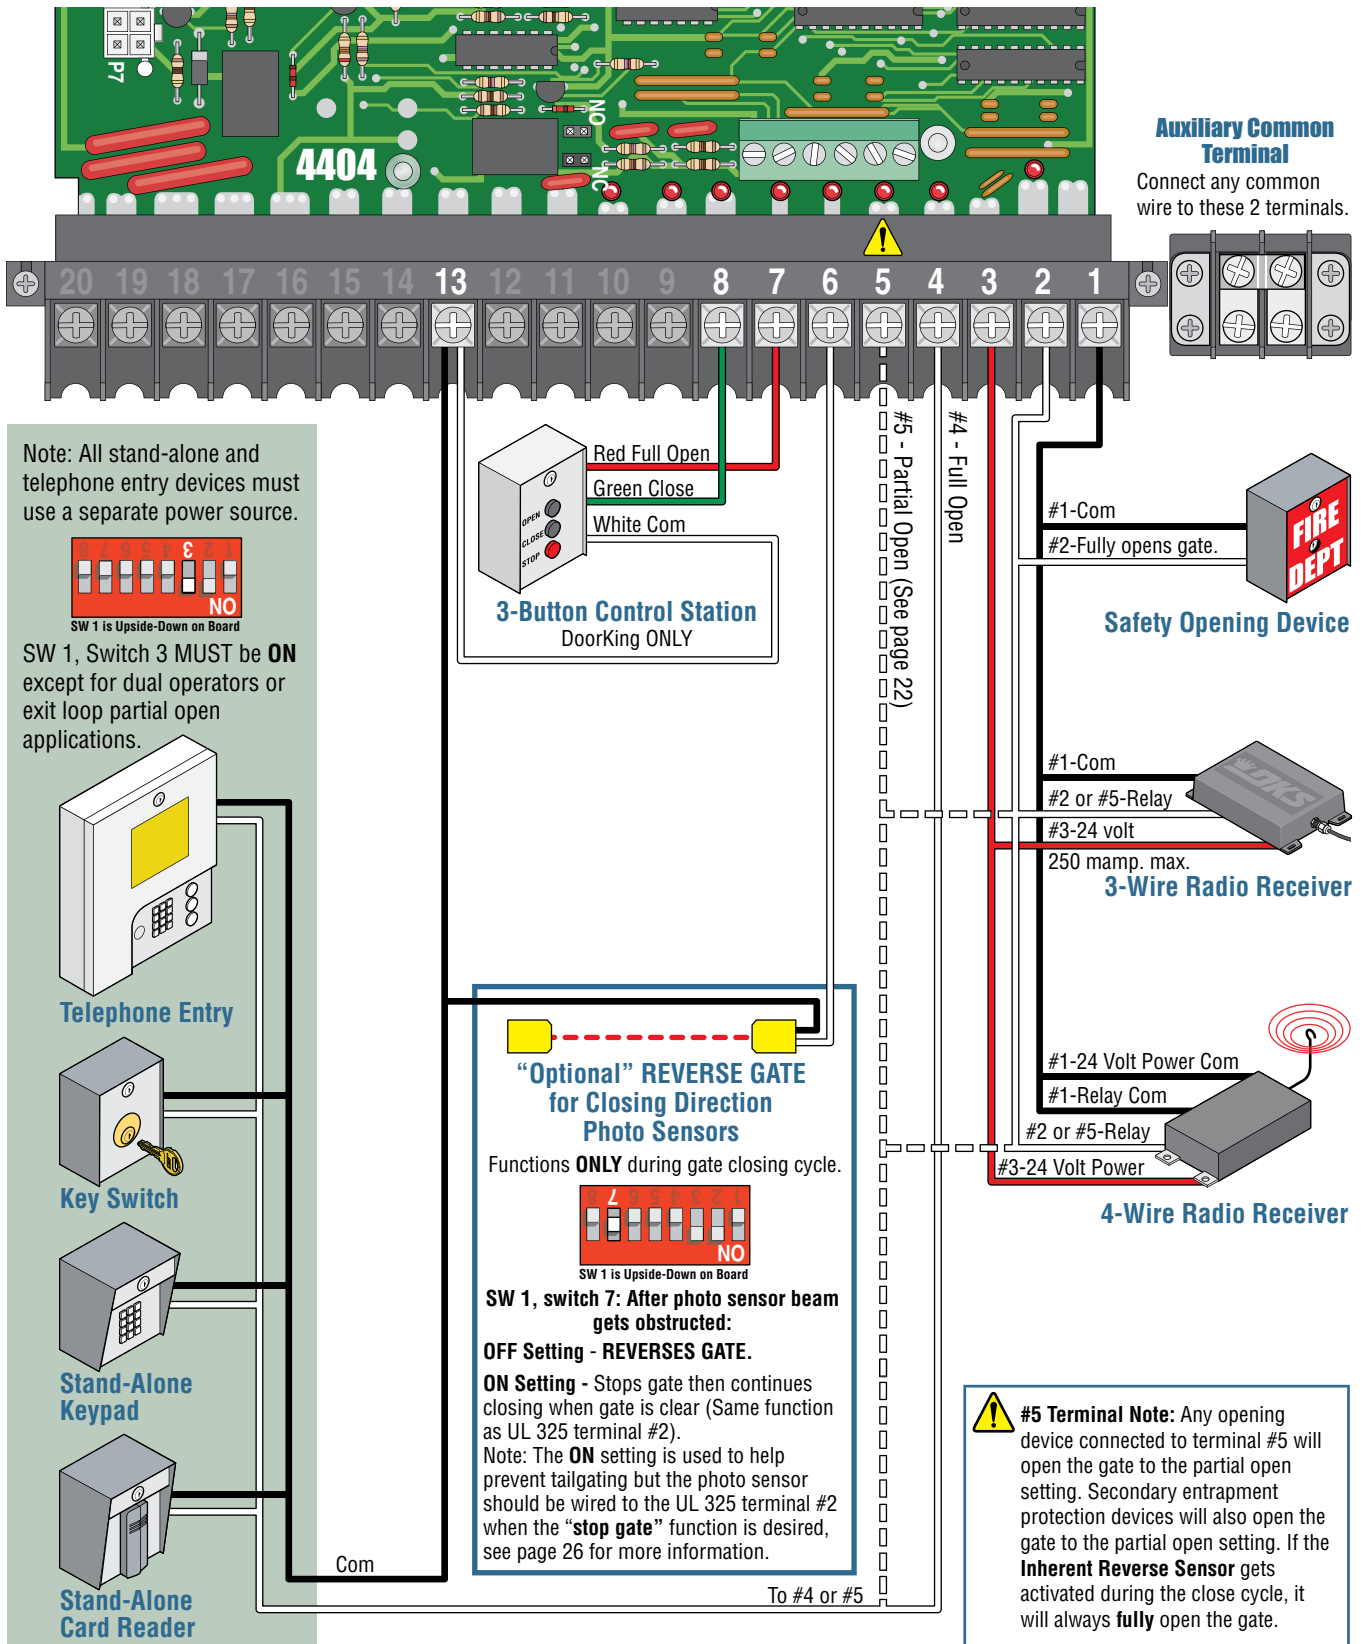 P7
4404
NO
NC
Auxiliary Common
Terminal
Connect any common
wire to these 2 terminals.
20 19 18 17 16 15 14 13 12 11 10 9 8 7 6 5 4 3 2 1
Note: All stand-alone and
telephone entry devices must
use a separate power source.
8 7 6 5 4 3 2 1
ON
SW 1 is Upside-Down on Board
SW 1, Switch 3 MUST be ON
except for dual operators or
exit loop partial open
applications.
Telephone Entry
Key Switch
Stand-Alone
Keypad
Stand-Alone
Card Reader
Com
OPEN
CLOSE
STOP
Red Full Open
Green Close
White Com
3-Button Control Station
DoorKing ONLY
#5 - Partial Open (See page 22)
#4 - Full Open
#1-Com
#2-Fully opens gate.
FIRE
DEPT
Safety Opening Device
#1-Com
#2 or #5-Relay
#3-24 volt
250 mamp. max.
DKS
3-Wire Radio Receiver
#1-24 Volt Power Com
#1-Relay Com
#2 or #5-Relay
#3-24 Volt Power
4-Wire Radio Receiver
“Optional” REVERSE GATE
for Closing Direction
Photo Sensors
Functions ONLY during gate closing cycle.
8 7 6 5 4 3 2 1
ON
SW 1 is Upside-Down on Board
SW 1, switch 7: After photo sensor beam
gets obstructed:
OFF Setting - REVERSES GATE.
ON Setting - Stops gate then continues
closing when gate is clear (Same function
as UL 325 terminal #2).
Note: The ON setting is used to help
prevent tailgating but the photo sensor
should be wired to the UL 325 terminal #2
when the “stop gate” function is desired,
see page 26 for more information.
To #4 or #5
#5 Terminal Note: Any opening
device connected to terminal #5 will
open the gate to the partial open
setting. Secondary entrapment
protection devices will also open the
gate to the partial open setting. If the
Inherent Reverse Sensor gets
activated during the close cycle, it
will always fully open the gate.